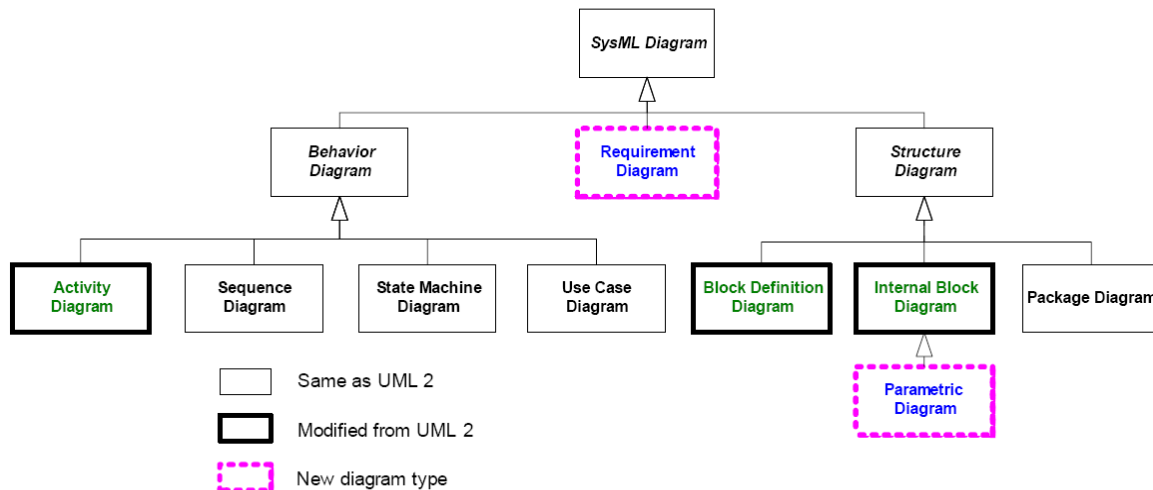 SysML Diagram
Behavior
Diagram
Requirement
Diagram
Structure
Diagram
Activity
Diagram
Sequence
Diagram
State Machine
Diagram
Use Case
Diagram
Block Definition
Diagram
Internal Block
Diagram
Package Diagram
Parametric
Diagram
Same as UML 2
Modified from UML 2
New diagram type